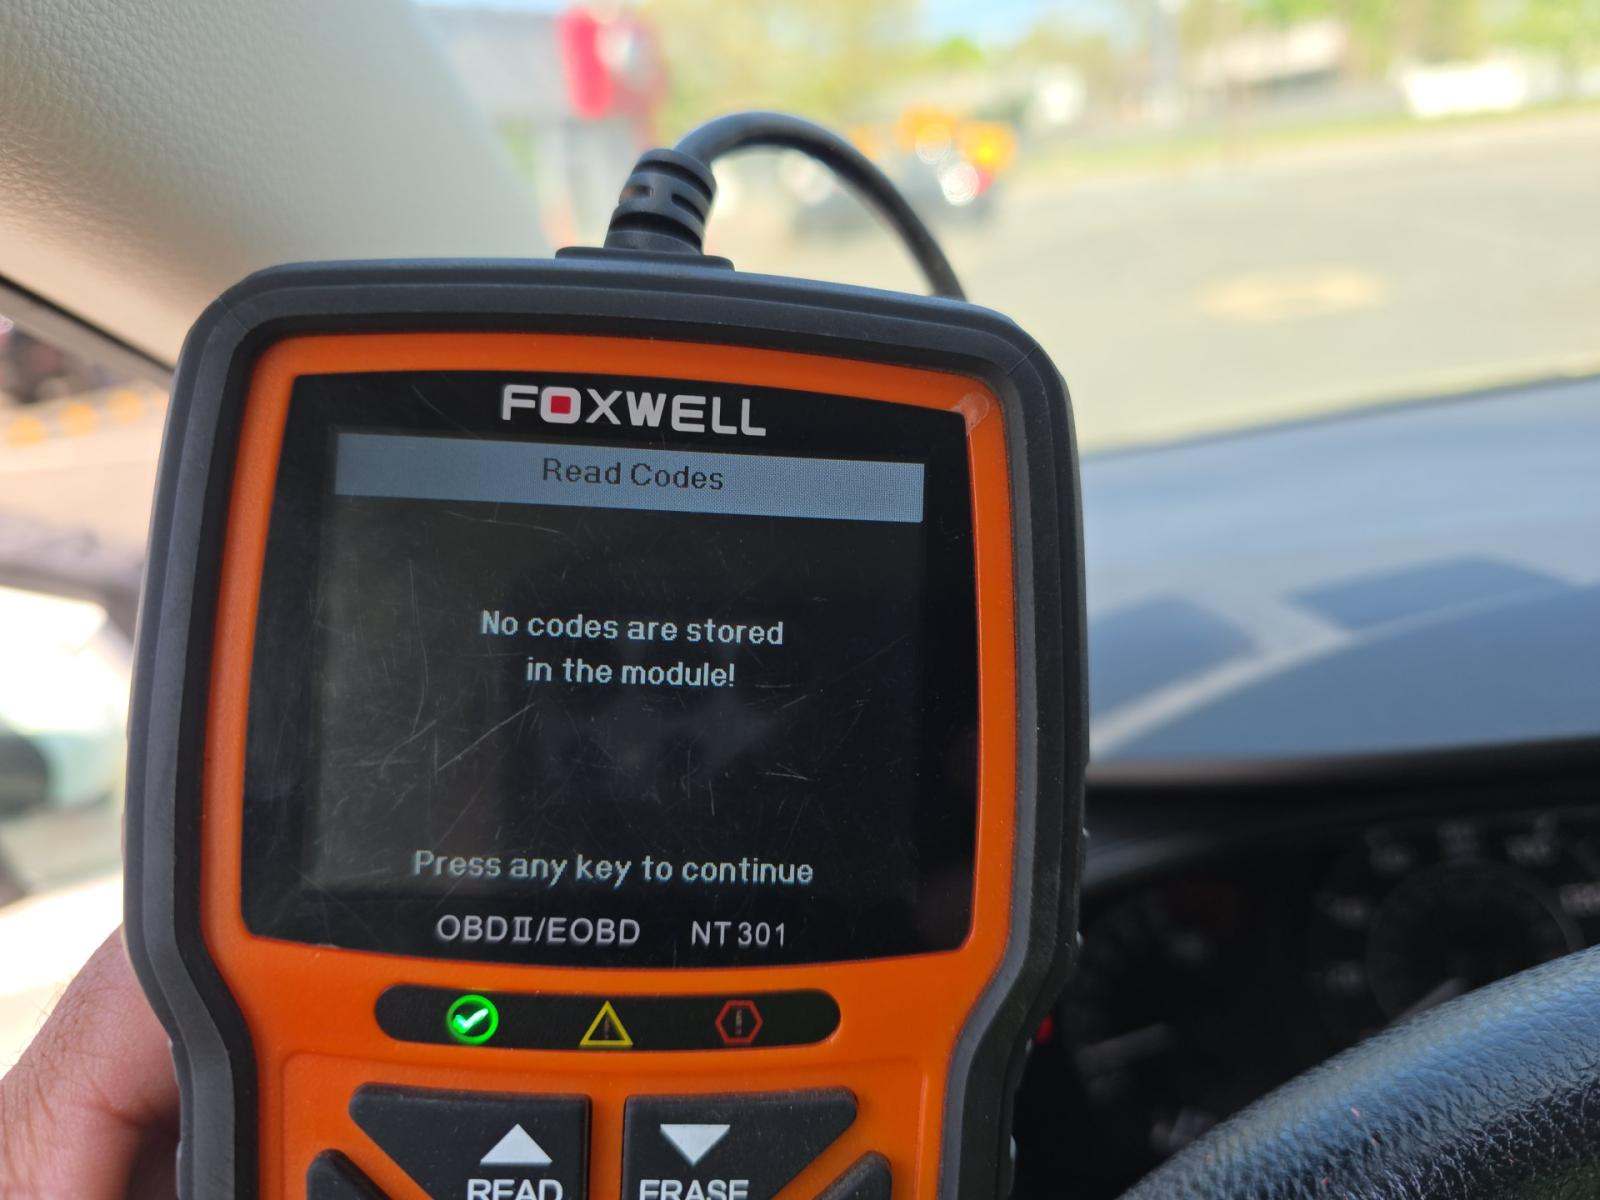 FOXWELL
Read Codes
No codes are stored
in the module!
Press any key to continue
OBDII/EOBD NT301
READ ERASE